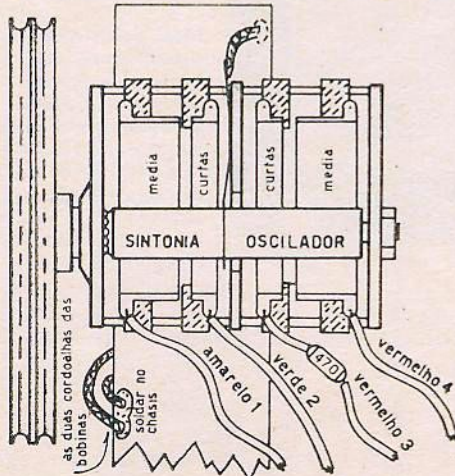 media
curtas
curtas
media
SINTONIA
OSCILADOR
as duas cordoalhas das
bobinas
soldar no
chasis
amarelo 1
verde 2
470
vermelho 3
vermelho 4